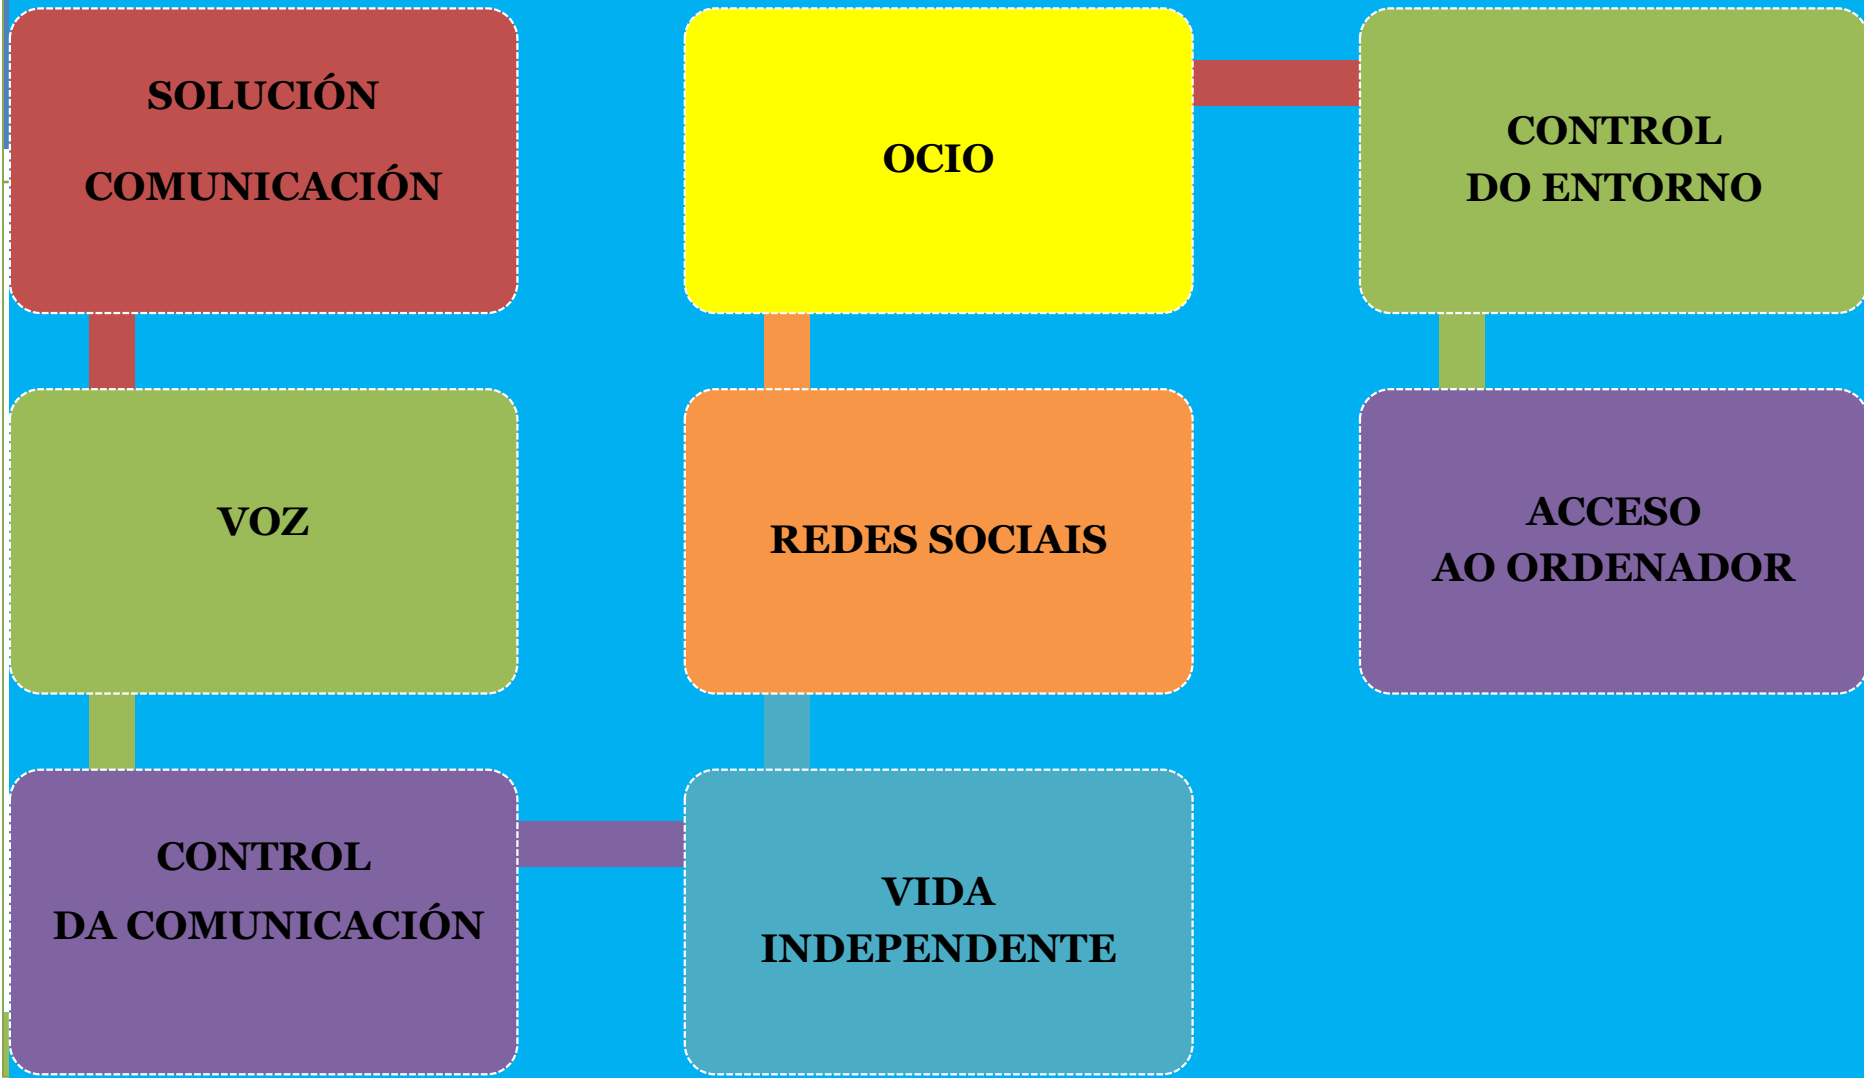 SOLUCIÓN
COMUNICACIÓN
VOZ
CONTROL
DA COMUNICACIÓN
VIDA
INDEPENDENTE
REDES SOCIAIS
OCIO
CONTROL
DO ENTORNO
ACCESO
AO ORDENADOR